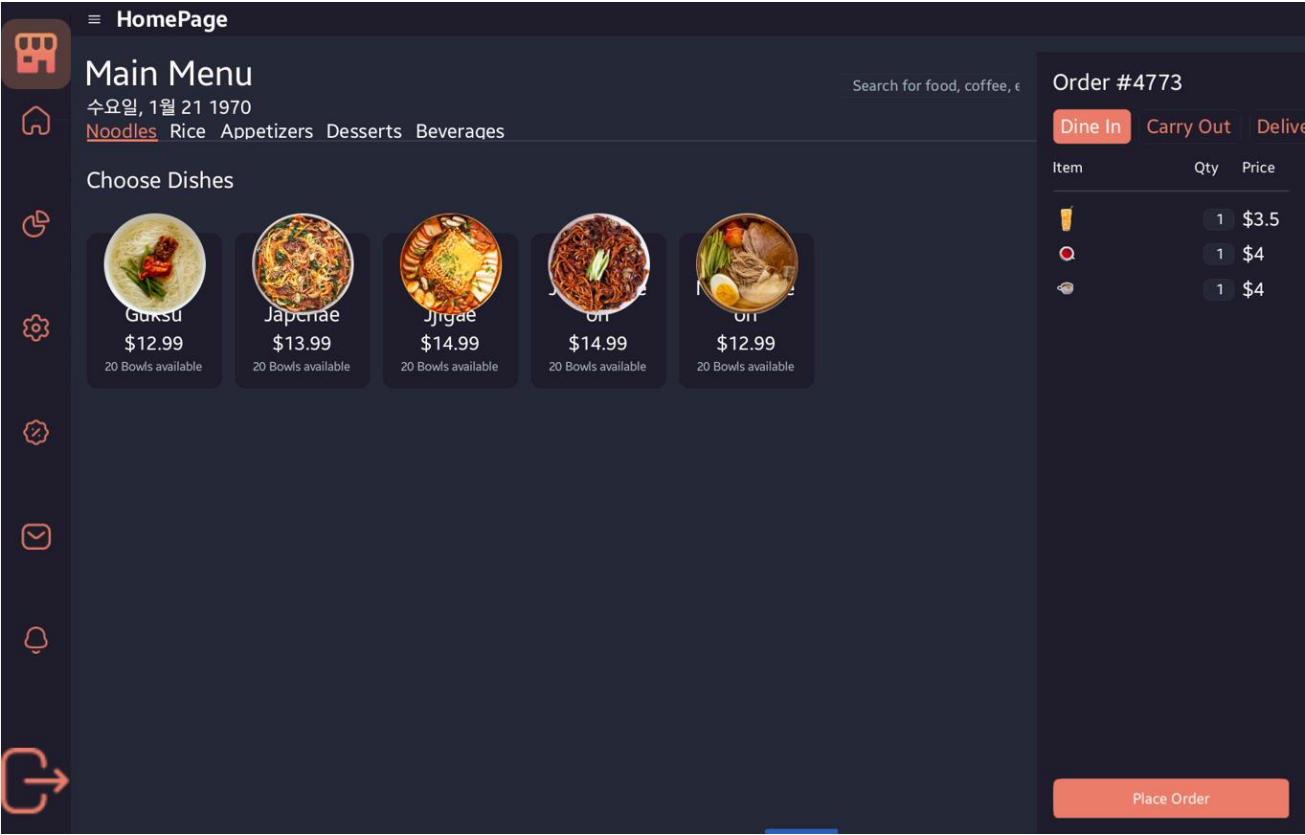 HomePage
Main Menu
수요일, 1월 21 1970
Search for food, coffee, e
Noodles Rice Appetizers Desserts Beverages
Choose Dishes
Guksu
$12.99
20 Bowls available
Japchae
$13.99
20 Bowls available
Jjigae
$14.99
20 Bowls available
on
$14.99
20 Bowls available
on
$12.99
20 Bowls available
Order #4773
Dine In Carry Out Delive
Item Qty Price
1 $3.5
1 $4
1 $4
Place Order